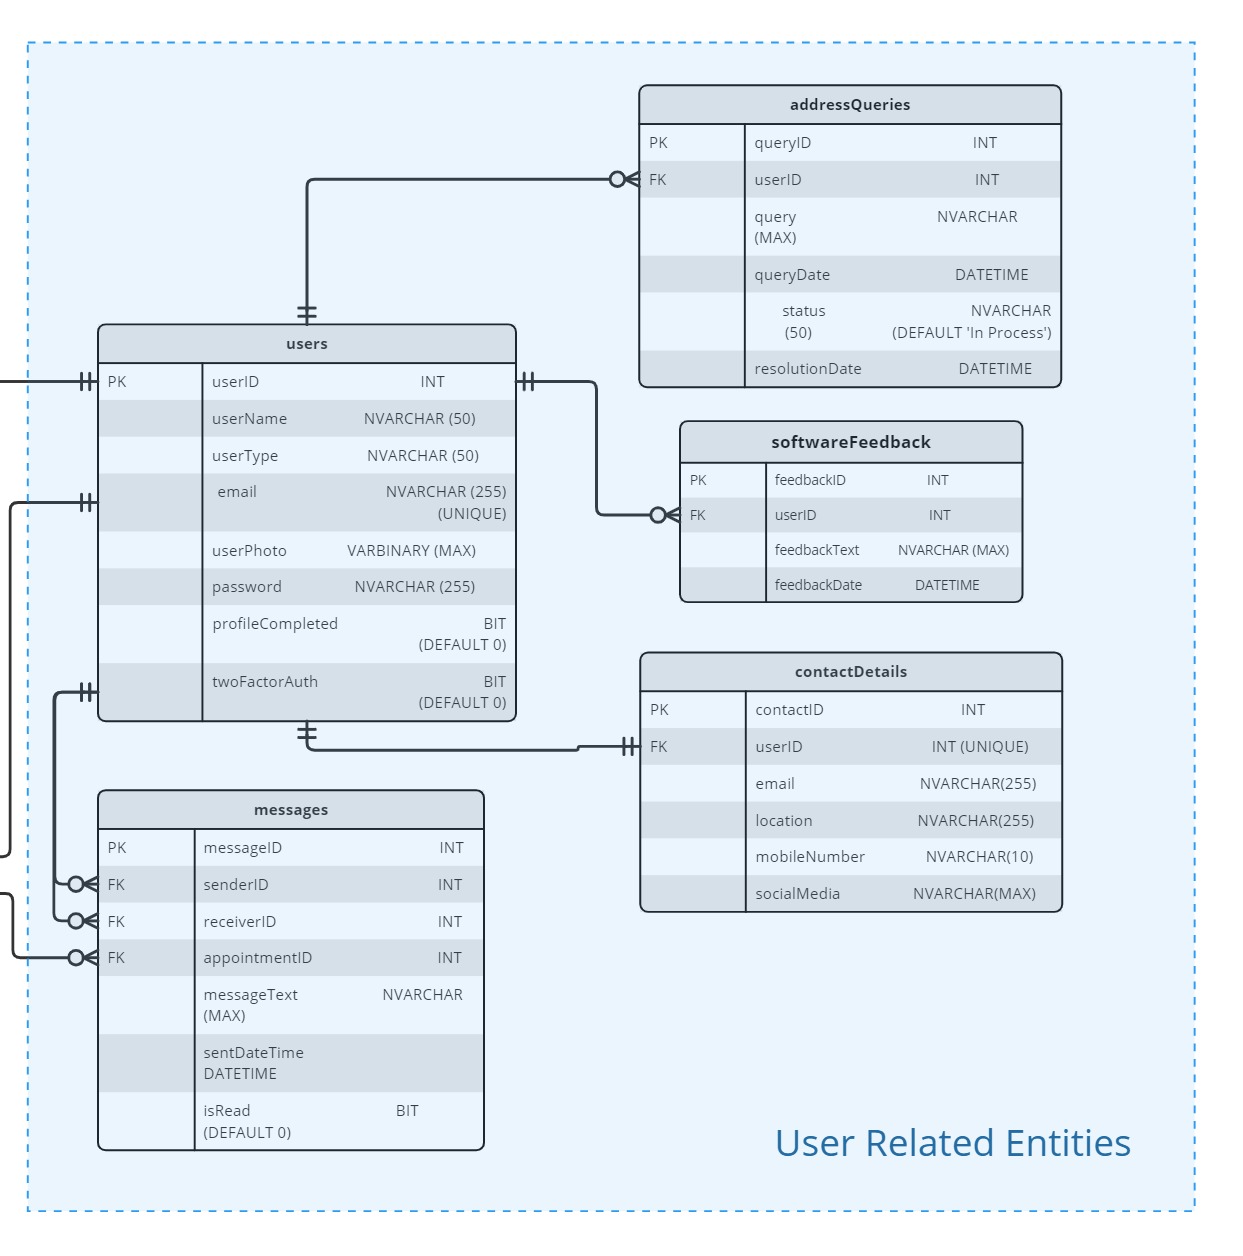 addressQueries
PK queryID INT
FK userID INT
query NVARCHAR
(MAX)
queryDate DATETIME
status NVARCHAR
(50) (DEFAULT 'In Process')
resolutionDate DATETIME
users
PK userID INT
userName NVARCHAR (50)
userType NVARCHAR (50)
email NVARCHAR (255)
(UNIQUE)
userPhoto VARBINARY (MAX)
password NVARCHAR (255)
profileCompleted BIT
(DEFAULT 0)
twoFactorAuth BIT
(DEFAULT 0)
softwareFeedback
PK feedbackID INT
FK userID INT
feedbackText NVARCHAR (MAX)
feedbackDate DATETIME
contactDetails
PK contactID INT
FK userID INT (UNIQUE)
email NVARCHAR(255)
location NVARCHAR(255)
mobileNumber NVARCHAR(10)
socialMedia NVARCHAR(MAX)
messages
PK messageID INT
FK senderID INT
FK receiverID INT
FK appointmentID INT
messageText NVARCHAR
(MAX)
sentDateTime
DATETIME
isRead BIT
(DEFAULT 0)
User Related Entities